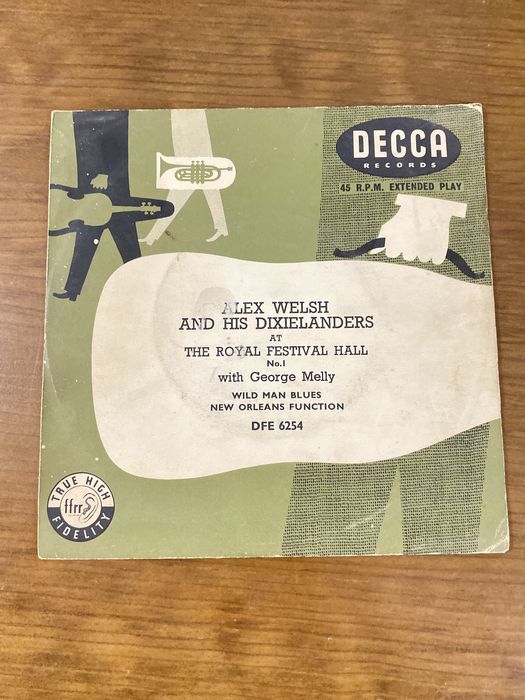 DECCA
RECORDS
45 R.P.M. EXTENDED PLAY
ALEX WELSH
AND HIS DIXIELANDERS
AT
THE ROYAL FESTIVAL HALL
No.1
with George Melly
WILD MAN BLUES
NEW ORLEANS FUNCTION
DFE 6254
TRUE HIGH
ffrr
FIDELITY